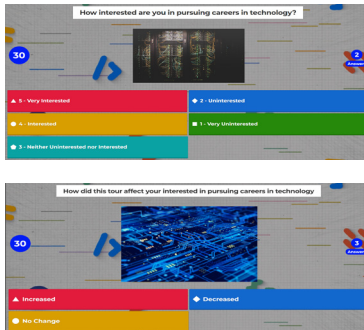 How interested are you in pursuing careers in technology?
30
2
Answers
5 - Very Interested
2 - Uninterested
4 - Interested
1 - Very Uninterested
3 - Neither Uninterested nor Interested
How did this tour affect your interested in pursuing careers in technology
30
3
Answers
Increased
Decreased
No Change